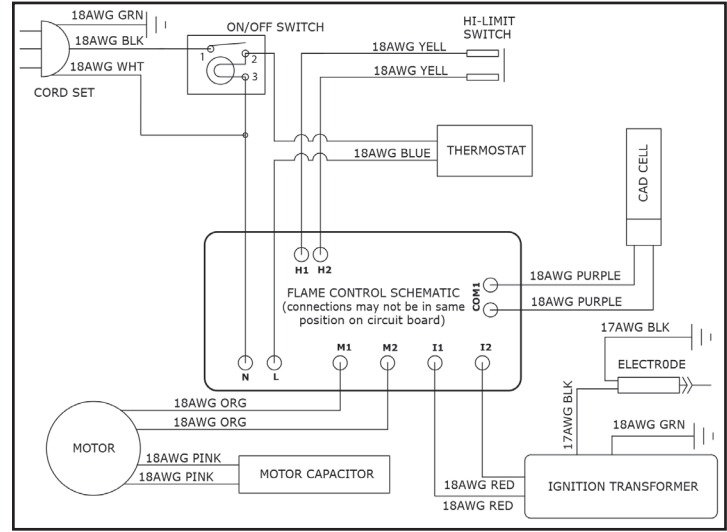 18AWG GRN
18AWG BLK
18AWG WHT
CORD SET
ON/OFF SWITCH
1
2
3
HI-LIMIT
SWITCH
18AWG YELL
18AWG YELL
THERMOSTAT
18AWG BLUE
CAD CELL
H1 H2
FLAME CONTROL SCHEMATIC
(connections may not be in same
position on circuit board)
COM1
18AWG PURPLE
18AWG PURPLE
N
L
M1
M2
I1
I2
17AWG BLK
ELECTRODE
17AWG BLK
18AWG GRN
18AWG ORG
18AWG ORG
MOTOR
18AWG PINK
18AWG PINK
MOTOR CAPACITOR
18AWG RED
18AWG RED
IGNITION TRANSFORMER